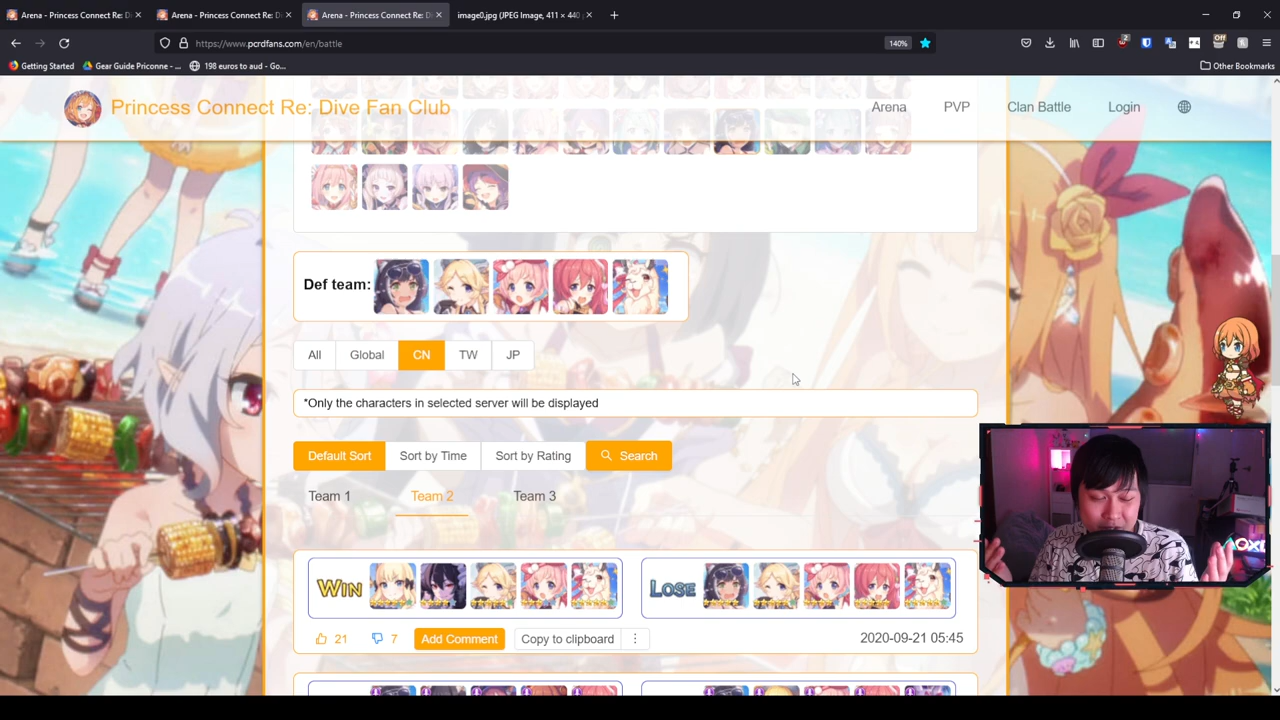 Arena - Princess Connect Re: Di
Arena - Princess Connect Re: Di
Arena - Princess Connect Re: Di
image0.jpg (JPEG Image, 411 × 440
https://www.pcrdfans.com/en/battle
140%
2
Off
Getting Started
Gear Guide Priconne - ...
198 euros to aud - Go...
Other Bookmarks
Princess Connect Re: Dive Fan Club
Arena
PVP
Clan Battle
Login
Def team:
All
Global
CN
TW
JP
*Only the characters in selected server will be displayed
Default Sort
Sort by Time
Sort by Rating
Search
Team 1
Team 2
Team 3
WIN
LOSE
21
7
Add Comment
Copy to clipboard
2020-09-21 05:45